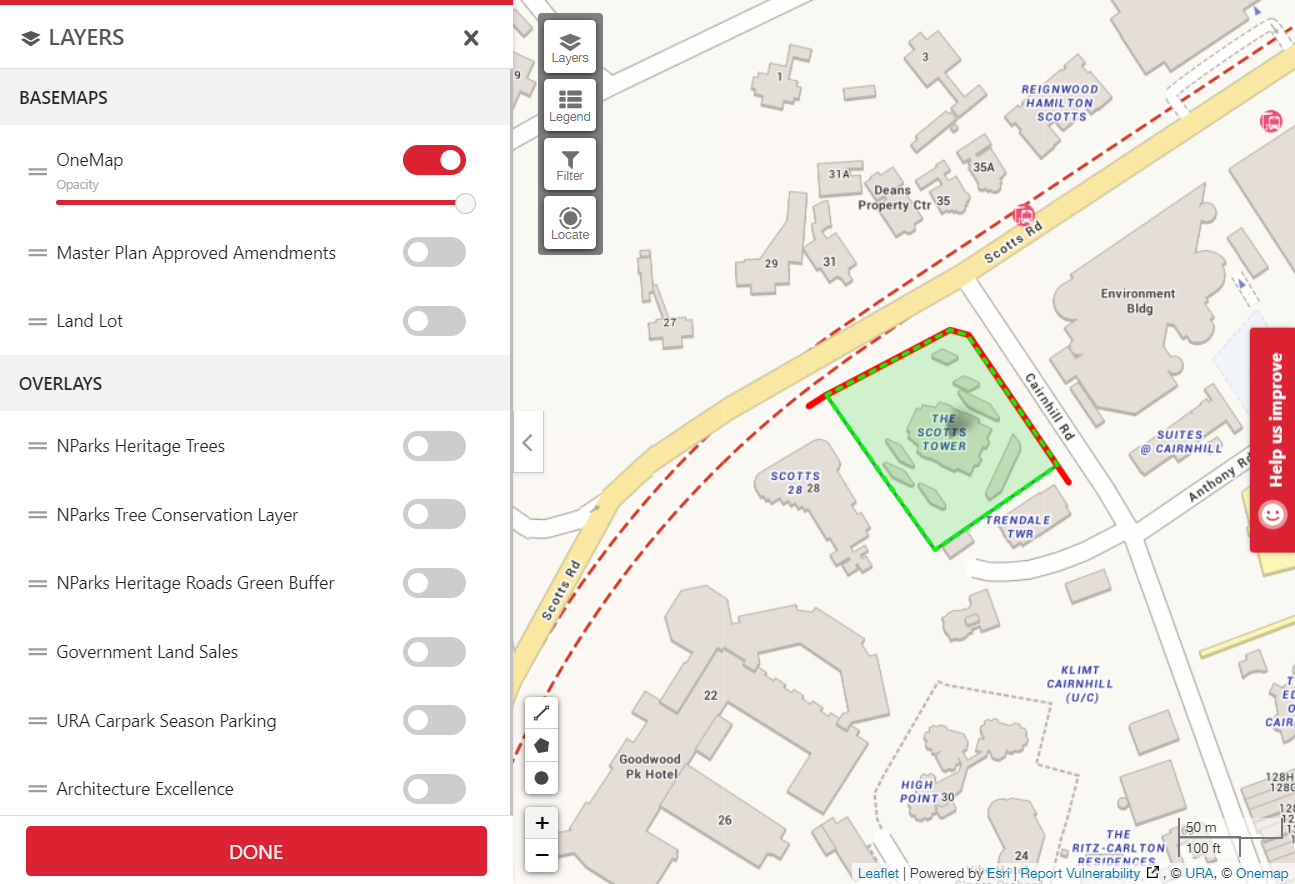 LAYERS
BASEMAPS
OneMap
Opacity
Master Plan Approved Amendments
Land Lot
OVERLAYS
NParks Heritage Trees
NParks Tree Conservation Layer
NParks Heritage Roads Green Buffer
Government Land Sales
URA Carpark Season Parking
Architecture Excellence
DONE
Layers
Legend
Filter
Locate
9
1
3
REIGNWOOD
HAMILTON
SCOTTS
31A
35A
Deans
Property Ctr
35
Scotts Rd
29
31
27
Environment
Bldg
Cairnhill Rd
THE
SCOTTS
TOWER
SUITES
@ CAIRNHILL
Anthony Rd
SCOTTS
28 28
TRENDALE
TWR
Scotts Rd
KLIMT
CAIRNHILL
(U/C)
22
Goodwood
Pk Hotel
HIGH
POINT 30
26
24
THE
RITZ-CARLTON
RESIDENCES
128H
128G
Help us improve
+
−
50 m
100 ft
Leaflet | Powered by Esri | Report Vulnerability , © URA, © Onemap